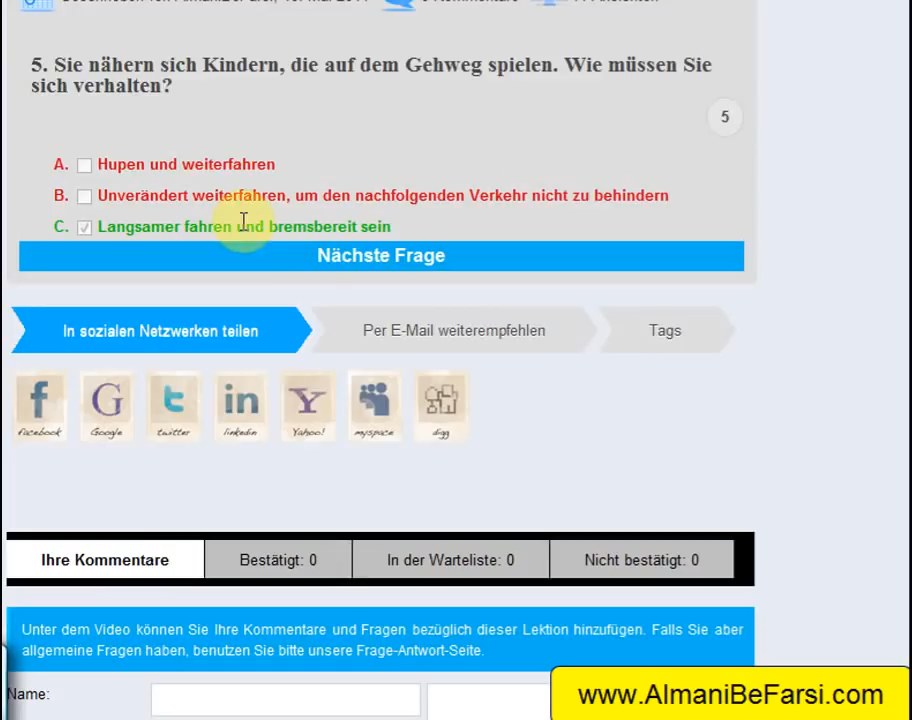 5. Sie nähern sich Kindern, die auf dem Gehweg spielen. Wie müssen Sie
sich verhalten?
5
A. Hupen und weiterfahren
B. Unverändert weiterfahren, um den nachfolgenden Verkehr nicht zu behindern
C. Langsamer fahren und bremsbereit sein
Nächste Frage
In sozialen Netzwerken teilen Per E-Mail weiterempfehlen Tags
facebook Google twitter linkedin Yahoo! myspace digg
Ihre Kommentare Bestätigt: 0 In der Warteliste: 0 Nicht bestätigt: 0
Unter dem Video können Sie Ihre Kommentare und Fragen bezüglich dieser Lektion hinzufügen. Falls Sie aber
allgemeine Fragen haben, benutzen Sie bitte unsere Frage-Antwort-Seite.
Name:
www.AlmaniBeFarsi.com